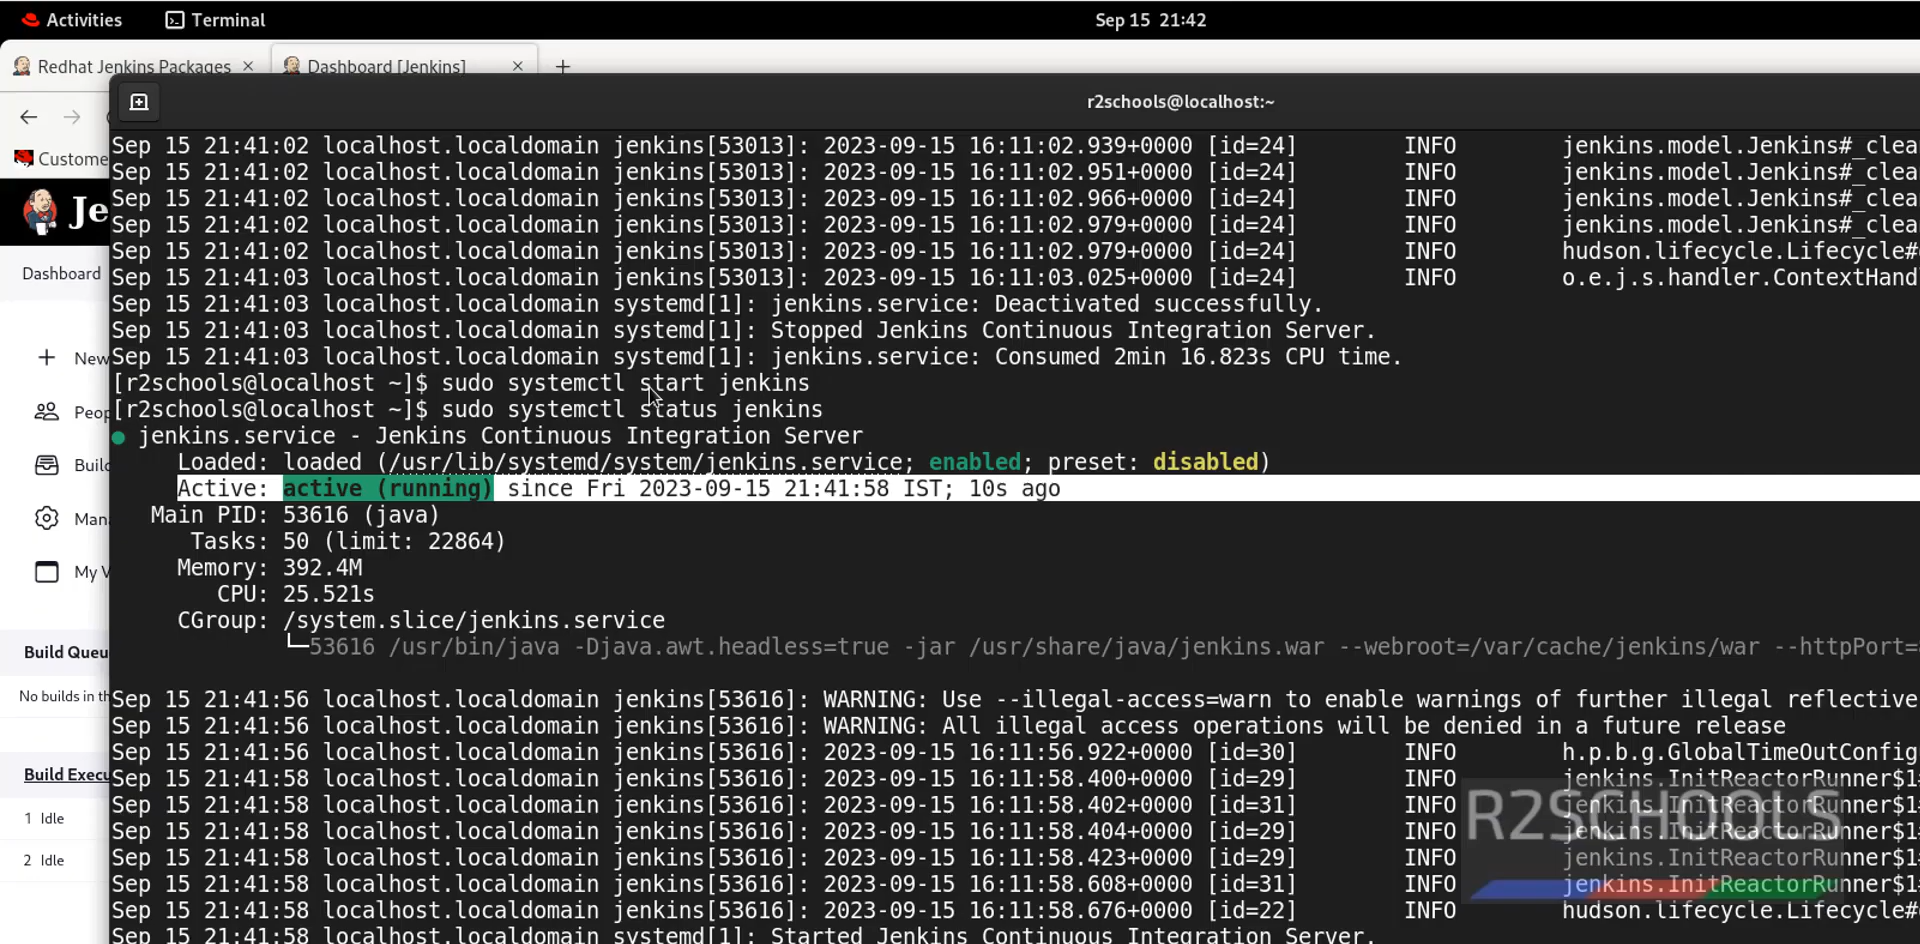 Activities Terminal Sep 15 21:42
Redhat Jenkins Packages × Dashboard [Jenkins] × +
r2schools@localhost:~
Custome
Je
Dashboard
New
Peop
Build
Mana
My V
Build Queu
No builds in th
Build Execu
1 Idle
2 Idle
Sep 15 21:41:02 localhost.localdomain jenkins[53013]: 2023-09-15 16:11:02.939+0000 [id=24] INFO jenkins.model.Jenkins#_clea
Sep 15 21:41:02 localhost.localdomain jenkins[53013]: 2023-09-15 16:11:02.951+0000 [id=24] INFO jenkins.model.Jenkins#_clea
Sep 15 21:41:02 localhost.localdomain jenkins[53013]: 2023-09-15 16:11:02.966+0000 [id=24] INFO jenkins.model.Jenkins#_clea
Sep 15 21:41:02 localhost.localdomain jenkins[53013]: 2023-09-15 16:11:02.979+0000 [id=24] INFO jenkins.model.Jenkins#_clea
Sep 15 21:41:02 localhost.localdomain jenkins[53013]: 2023-09-15 16:11:02.979+0000 [id=24] INFO hudson.lifecycle.Lifecycle#
Sep 15 21:41:03 localhost.localdomain jenkins[53013]: 2023-09-15 16:11:03.025+0000 [id=24] INFO o.e.j.s.handler.ContextHand
Sep 15 21:41:03 localhost.localdomain systemd[1]: jenkins.service: Deactivated successfully.
Sep 15 21:41:03 localhost.localdomain systemd[1]: Stopped Jenkins Continuous Integration Server.
Sep 15 21:41:03 localhost.localdomain systemd[1]: jenkins.service: Consumed 2min 16.823s CPU time.
[r2schools@localhost ~]$ sudo systemctl start jenkins
[r2schools@localhost ~]$ sudo systemctl status jenkins
● jenkins.service - Jenkins Continuous Integration Server
Loaded: loaded (/usr/lib/systemd/system/jenkins.service; enabled; preset: disabled)
Active: active (running) since Fri 2023-09-15 21:41:58 IST; 10s ago
Main PID: 53616 (java)
Tasks: 50 (limit: 22864)
Memory: 392.4M
CPU: 25.521s
CGroup: /system.slice/jenkins.service
└─53616 /usr/bin/java -Djava.awt.headless=true -jar /usr/share/java/jenkins.war --webroot=/var/cache/jenkins/war --httpPort=
Sep 15 21:41:56 localhost.localdomain jenkins[53616]: WARNING: Use --illegal-access=warn to enable warnings of further illegal reflective
Sep 15 21:41:56 localhost.localdomain jenkins[53616]: WARNING: All illegal access operations will be denied in a future release
Sep 15 21:41:56 localhost.localdomain jenkins[53616]: 2023-09-15 16:11:56.922+0000 [id=30] INFO h.p.b.g.GlobalTimeOutConfig
Sep 15 21:41:58 localhost.localdomain jenkins[53616]: 2023-09-15 16:11:58.400+0000 [id=29] INFO jenkins.InitReactorRunner$1
Sep 15 21:41:58 localhost.localdomain jenkins[53616]: 2023-09-15 16:11:58.402+0000 [id=31] INFO jenkins.InitReactorRunner$1
Sep 15 21:41:58 localhost.localdomain jenkins[53616]: 2023-09-15 16:11:58.404+0000 [id=29] INFO jenkins.InitReactorRunner$1
Sep 15 21:41:58 localhost.localdomain jenkins[53616]: 2023-09-15 16:11:58.423+0000 [id=29] INFO jenkins.InitReactorRunner$1
Sep 15 21:41:58 localhost.localdomain jenkins[53616]: 2023-09-15 16:11:58.608+0000 [id=31] INFO jenkins.InitReactorRunner$1
Sep 15 21:41:58 localhost.localdomain jenkins[53616]: 2023-09-15 16:11:58.676+0000 [id=22] INFO hudson.lifecycle.Lifecycle#
Sep 15 21:41:58 localhost.localdomain systemd[1]: Started Jenkins Continuous Integration Server.
R2SCHOOLS